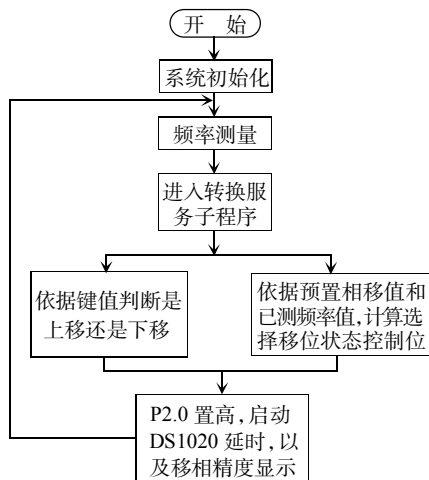 开 始
系统初始化
频率测量
进入转换服
务子程序
依据键值判断是
上移还是下移
依据预置相移值和
已测频率值,计算选
择移位状态控制位
P2.0 置高,启动
DS1020 延时,以
及移相精度显示